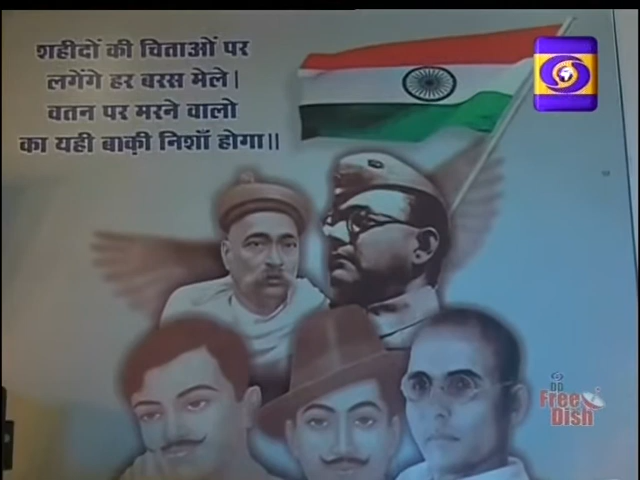 शहीदों की चिताओं पर
लगेंगे हर बरस मेले।
वतन पर मरने वालो
का यही बाक़ी निशाँ होगा॥
DD
Free
Dish